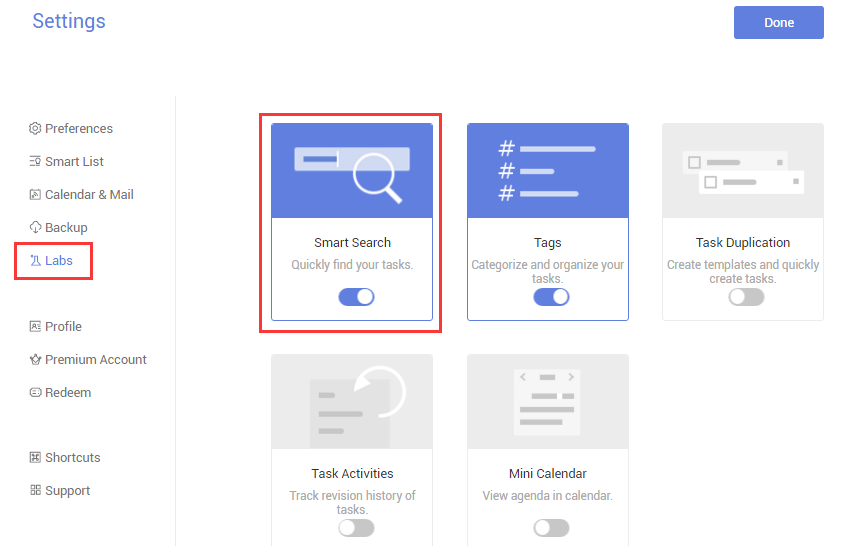 Settings
Done
Preferences
Smart List
Calendar & Mail
Backup
Labs
Profile
Premium Account
Redeem
Shortcuts
Support
Smart Search
Quickly find your tasks.
Tags
Categorize and organize your
tasks.
Task Duplication
Create templates and quickly
create tasks.
Task Activities
Track revision history of
tasks.
Mini Calendar
View agenda in calendar.